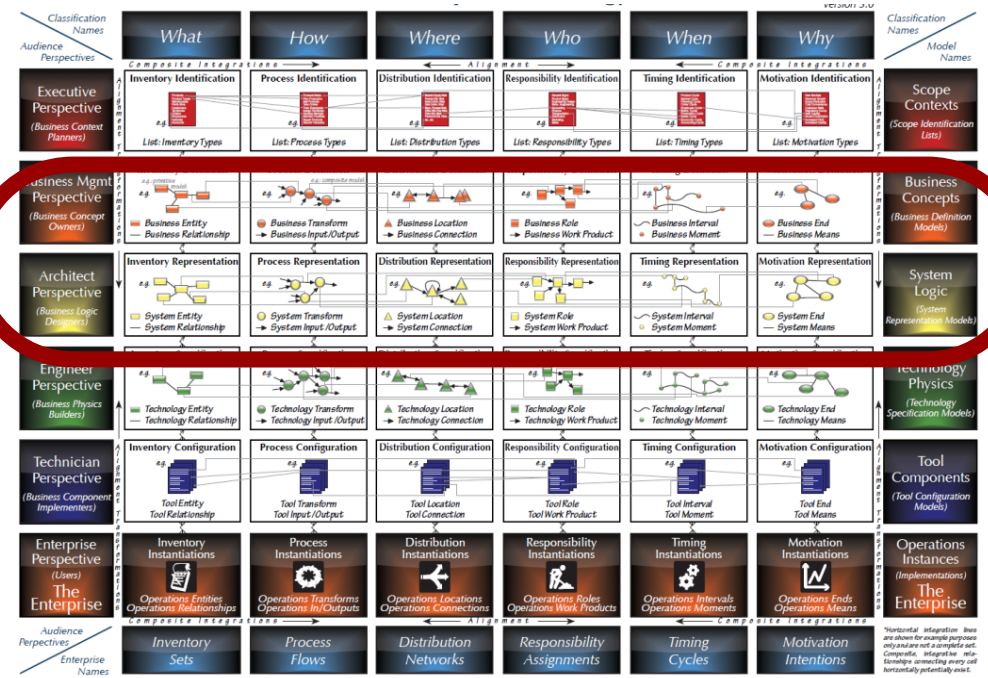 Version 3.0
Classification
Names
Audience
Perspectives
What
How
Where
Who
When
Why
Classification
Names
Model
Names
Composite Integrations
Alignment
Composite Integrations
Executive
Perspective
(Business Context
Planners)
Alignment
Transformations
Inventory Identification
e.g.
List: Inventory Types
Process Identification
e.g.
List: Process Types
Distribution Identification
e.g.
List: Distribution Types
Responsibility Identification
e.g.
List: Responsibility Types
Timing Identification
e.g.
List: Timing Types
Motivation Identification
e.g.
List: Motivation Types
Scope
Contexts
(Scope Identification
Lists)
Business Mgmt
Perspective
(Business Concept
Owners)
e.g.: primitive
model
e.g.
Business Entity
Business Relationship
e.g.: composite model
e.g.
Business Transform
Business Input/Output
e.g.
Business Location
Business Connection
e.g.
Business Role
Business Work Product
e.g.
Business Interval
Business Moment
e.g.
Business End
Business Means
Business
Concepts
(Business Definition
Models)
Architect
Perspective
(Business Logic
Designers)
Inventory Representation
e.g.
System Entity
System Relationship
Process Representation
e.g.
System Transform
System Input /Output
Distribution Representation
e.g.
System Location
System Connection
Responsibility Representation
e.g.
System Role
System Work Product
Timing Representation
e.g.
System Interval
System Moment
Motivation Representation
e.g.
System End
System Means
System
Logic
(System
Representation Models)
Engineer
Perspective
(Business Physics
Builders)
e.g.
Technology Entity
Technology Relationship
e.g.
Technology Transform
Technology Input /Output
e.g.
Technology Location
Technology Connection
e.g.
Technology Role
Technology Work Product
e.g.
Technology Interval
Technology Moment
e.g.
Technology End
Technology Means
Technology
Physics
(Technology
Specification Models)
Technician
Perspective
(Business Component
Implementers)
Alignment
Transformations
Inventory Configuration
e.g.
Tool Entity
Tool Relationship
Process Configuration
e.g.
Tool Transform
Tool Input /Output
Distribution Configuration
e.g.
Tool Location
Tool Connection
Responsibility Configuration
e.g.
Tool Role
Tool Work Product
Timing Configuration
e.g.
Tool Interval
Tool Moment
Motivation Configuration
e.g.
Tool End
Tool Means
Tool
Components
(Tool Configuration
Models)
Enterprise
Perspective
(Users)
The
Enterprise
Inventory
Instantiations
Operations Entities
Operations Relationships
Process
Instantiations
Operations Transforms
Operations In/Outputs
Distribution
Instantiations
Operations Locations
Operations Connections
Responsibility
Instantiations
Operations Roles
Operations Work Products
Timing
Instantiations
Operations Intervals
Operations Moments
Motivation
Instantiations
Operations Ends
Operations Means
Operations
Instances
(Implementations)
The
Enterprise
Composite Integrations
Alignment
Composite Integrations
Audience
Perpectives
Enterprise
Names
Inventory
Sets
Process
Flows
Distribution
Networks
Responsibility
Assignments
Timing
Cycles
Motivation
Intentions
*Horizontal integration lines
are shown for example purposes
only and are not a complete set.
Composite, integrative rela-
tionships connecting every cell
horizontally potentially exist.